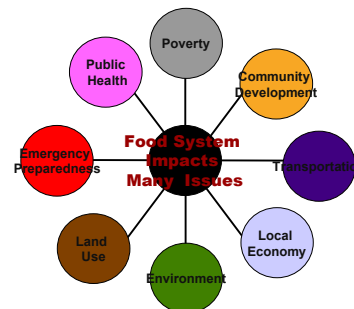 Poverty
Public
Health
Community
Development
Emergency
Preparedness
Food System
Impacts
Many Issues
Transportatio
Land
Use
Local
Economy
Environment